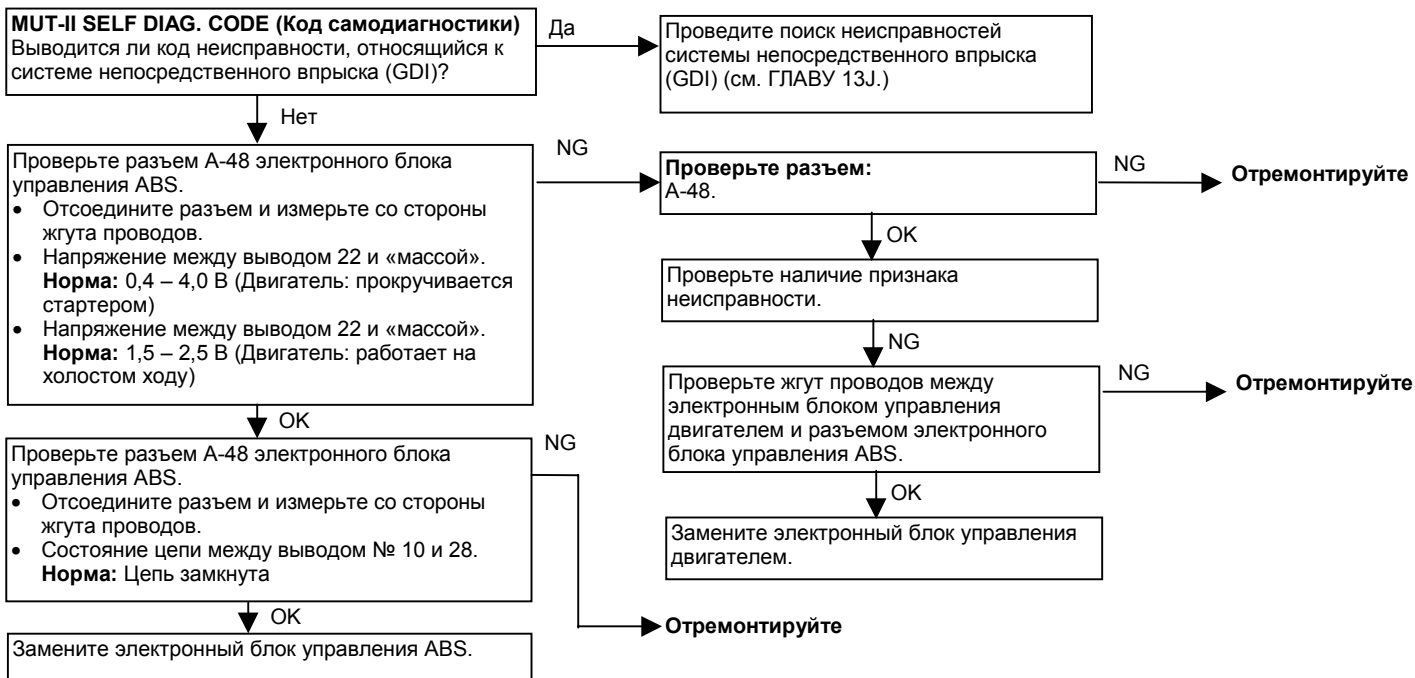 MUT-II SELF DIAG. CODE (Код самодиагностики)
Выводится ли код неисправности, относящийся к
системе непосредственного впрыска (GDI)?
Да
Проведите поиск неисправностей
системы непосредственного впрыска
(GDI) (см. ГЛАВУ 13J.)
Нет
Проверьте разъем А-48 электронного блока
управления ABS.
• Отсоедините разъем и измерьте со стороны
жгута проводов.
• Напряжение между выводом 22 и «массой».
Норма: 0,4 – 4,0 В (Двигатель: прокручивается
стартером)
• Напряжение между выводом 22 и «массой».
Норма: 1,5 – 2,5 В (Двигатель: работает на
холостом ходу)
NG
Проверьте разъем:
А-48.
NG
Отремонтируйте
OK
Проверьте наличие признака
неисправности.
NG
Проверьте жгут проводов между
электронным блоком управления
двигателем и разъемом электронного
блока управления ABS.
NG
Отремонтируйте
OK
Замените электронный блок управления
двигателем.
OK
Проверьте разъем А-48 электронного блока
управления ABS.
• Отсоедините разъем и измерьте со стороны
жгута проводов.
• Состояние цепи между выводом № 10 и 28.
Норма: Цепь замкнута
NG
Отремонтируйте
OK
Замените электронный блок управления ABS.